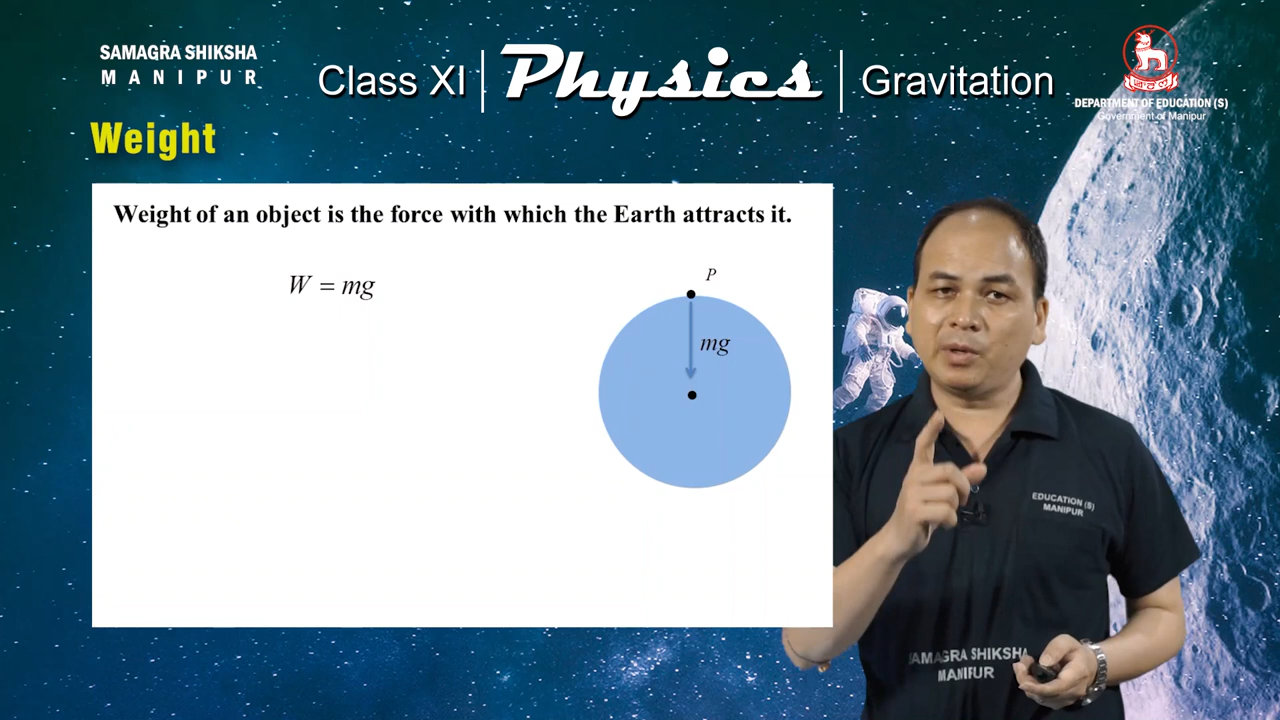 SAMAGRA SHIKSHA
MANIPUR
Class XI
Physics
Gravitation
DEPARTMENT OF EDUCATION (S)
Government of Manipur
Weight
Weight of an object is the force with which the Earth attracts it.
W = mg
P
mg
EDUCATION (S)
MANIPUR
SAMAGRA SHIKSHA
MANIPUR